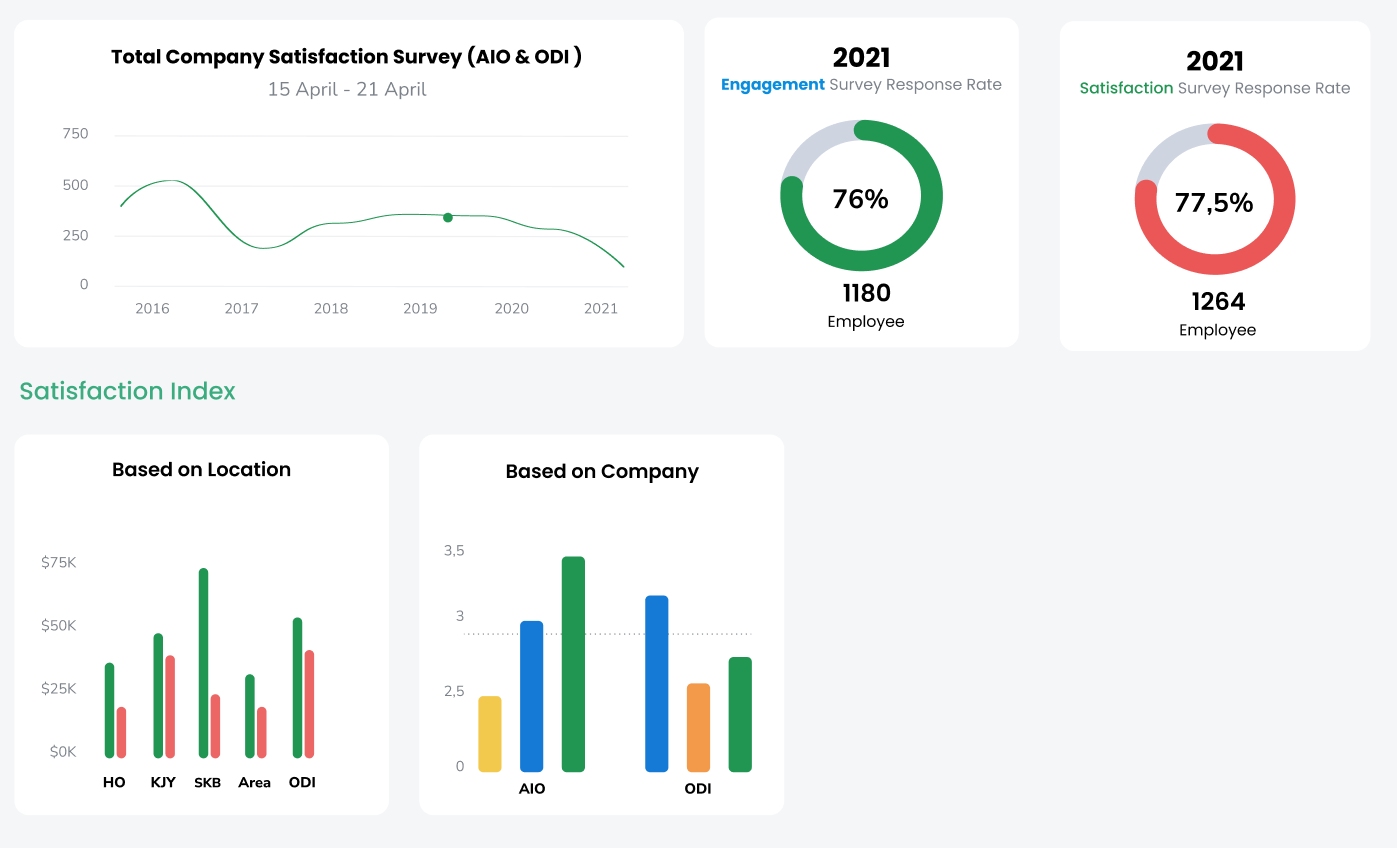 Total Company Satisfaction Survey (AIO & ODI )
15 April - 21 April
750
500
250
0
2016 2017 2018 2019 2020 2021
2021
Engagement Survey Response Rate
76%
1180
Employee
2021
Satisfaction Survey Response Rate
77,5%
1264
Employee
Satisfaction Index
Based on Location
$75K
$50K
$25K
$0K
HO KJY SKB Area ODI
Based on Company
3,5
3
2,5
0
AIO ODI